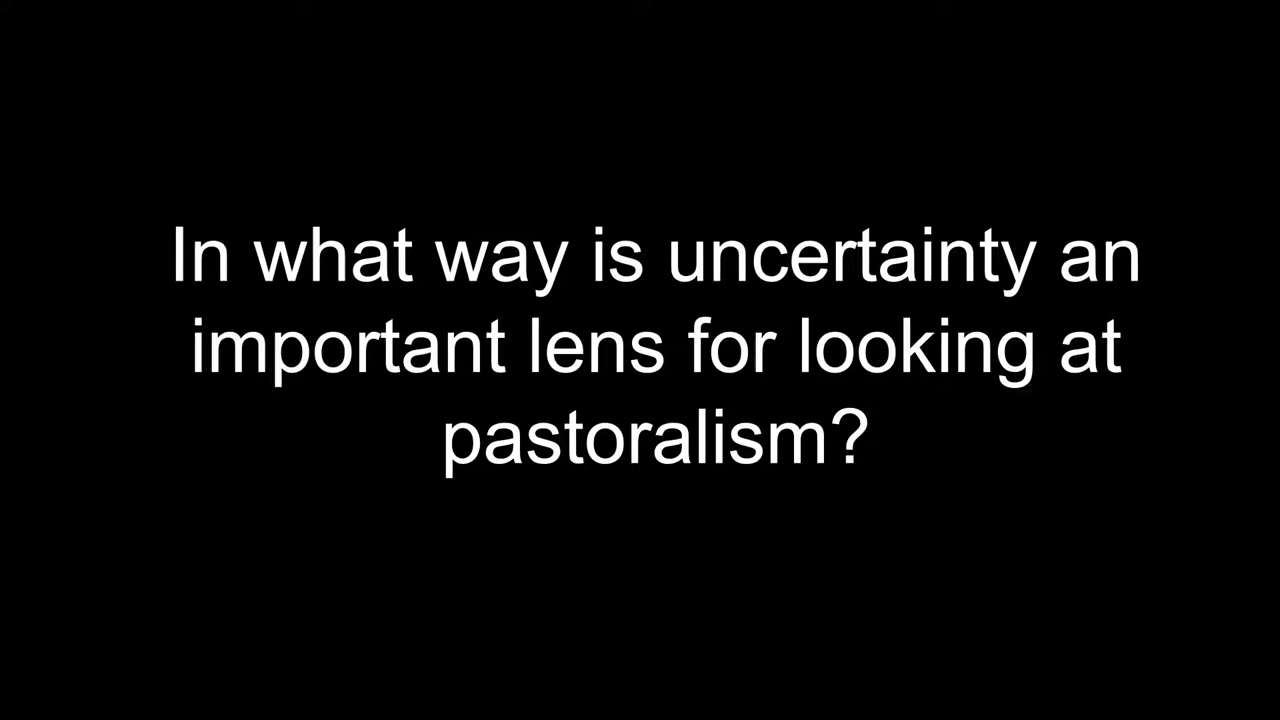 In what way is uncertainty an
important lens for looking at
pastoralism?